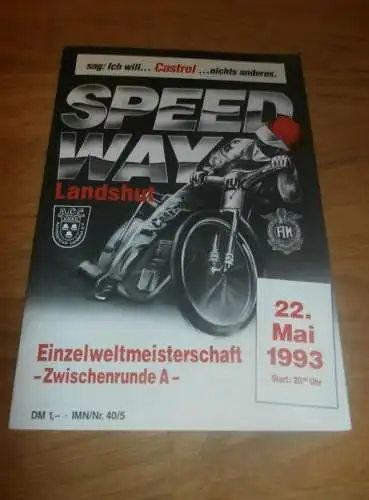 sag: Ich will... Castrol ...nichts anderes.
SPEED
WAY
Landshut
FIM
22.
Mai
1993
Start: 20.00 Uhr
Einzelweltmeisterschaft
-Zwischenrunde A-
DM 1,- · IMN/Nr. 40/5